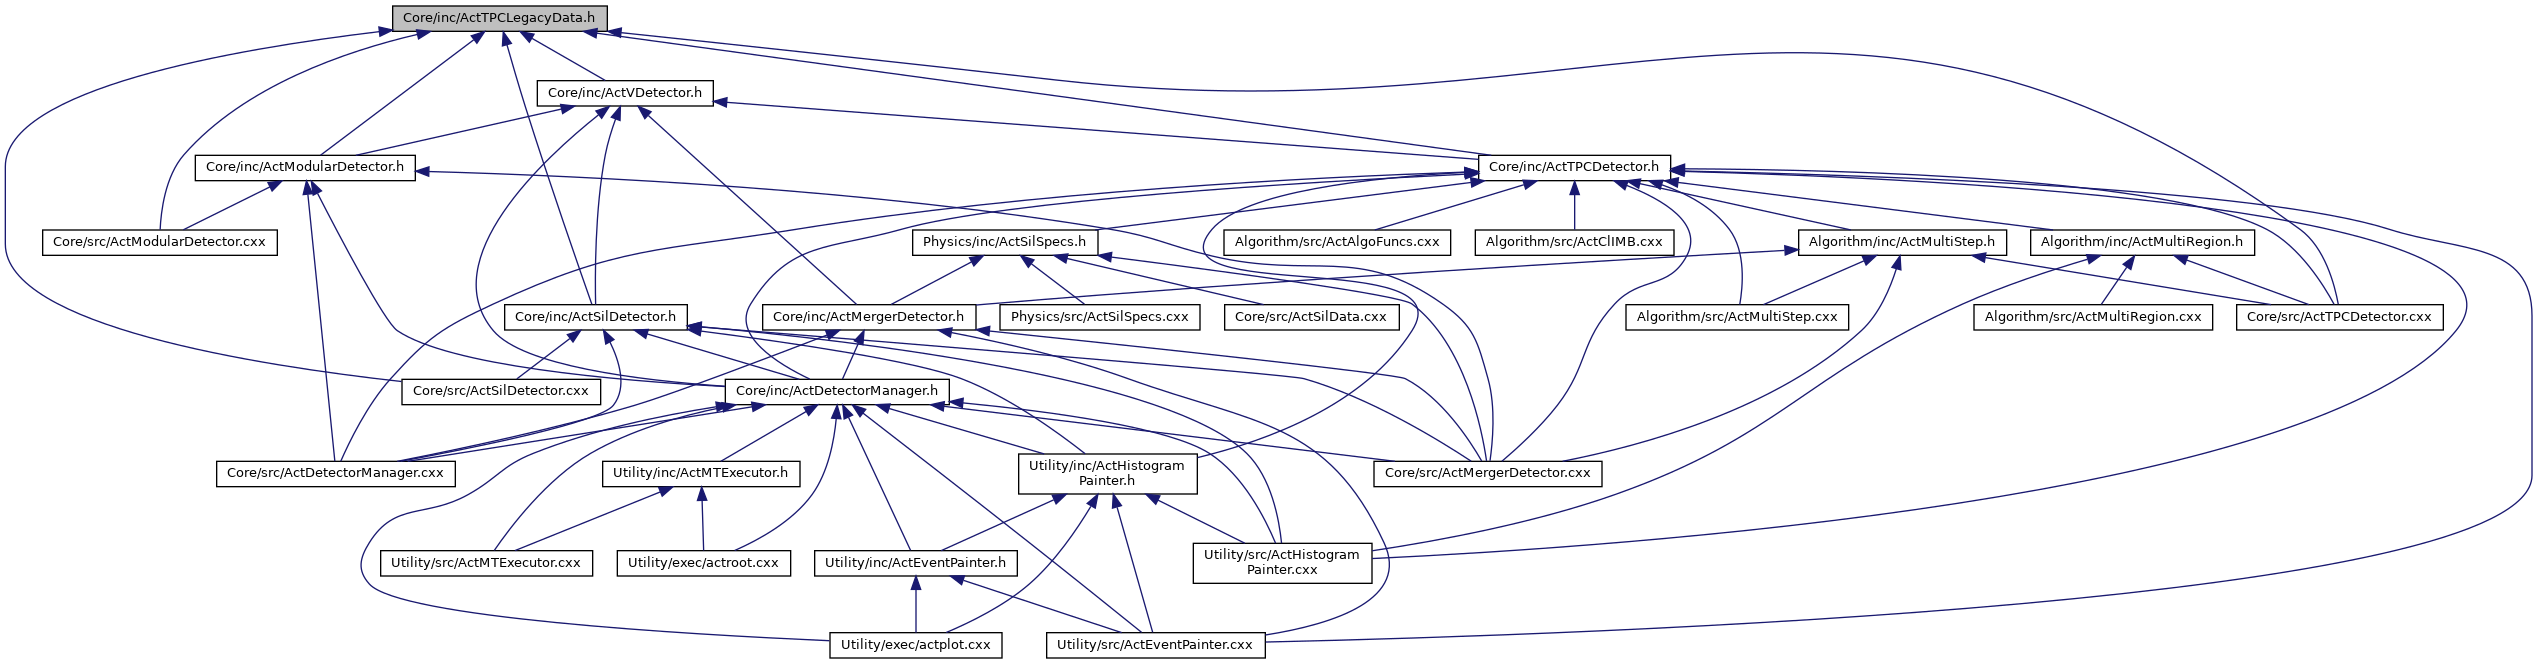 Core/inc/ActTPCLegacyData.h
Core/inc/ActVDetector.h
Core/inc/ActModularDetector.h
Core/inc/ActTPCDetector.h
Core/src/ActModularDetector.cxx
Physics/inc/ActSilSpecs.h
Algorithm/src/ActAlgoFuncs.cxx
Algorithm/src/ActClIMB.cxx
Algorithm/inc/ActMultiStep.h
Algorithm/inc/ActMultiRegion.h
Core/inc/ActSilDetector.h
Core/inc/ActMergerDetector.h
Physics/src/ActSilSpecs.cxx
Core/src/ActSilData.cxx
Algorithm/src/ActMultiStep.cxx
Algorithm/src/ActMultiRegion.cxx
Core/src/ActTPCDetector.cxx
Core/src/ActSilDetector.cxx
Core/inc/ActDetectorManager.h
Core/src/ActDetectorManager.cxx
Utility/inc/ActMTExecutor.h
Utility/inc/ActHistogram
Painter.h
Core/src/ActMergerDetector.cxx
Utility/src/ActMTExecutor.cxx
Utility/exec/actroot.cxx
Utility/inc/ActEventPainter.h
Utility/src/ActHistogram
Painter.cxx
Utility/exec/actplot.cxx
Utility/src/ActEventPainter.cxx